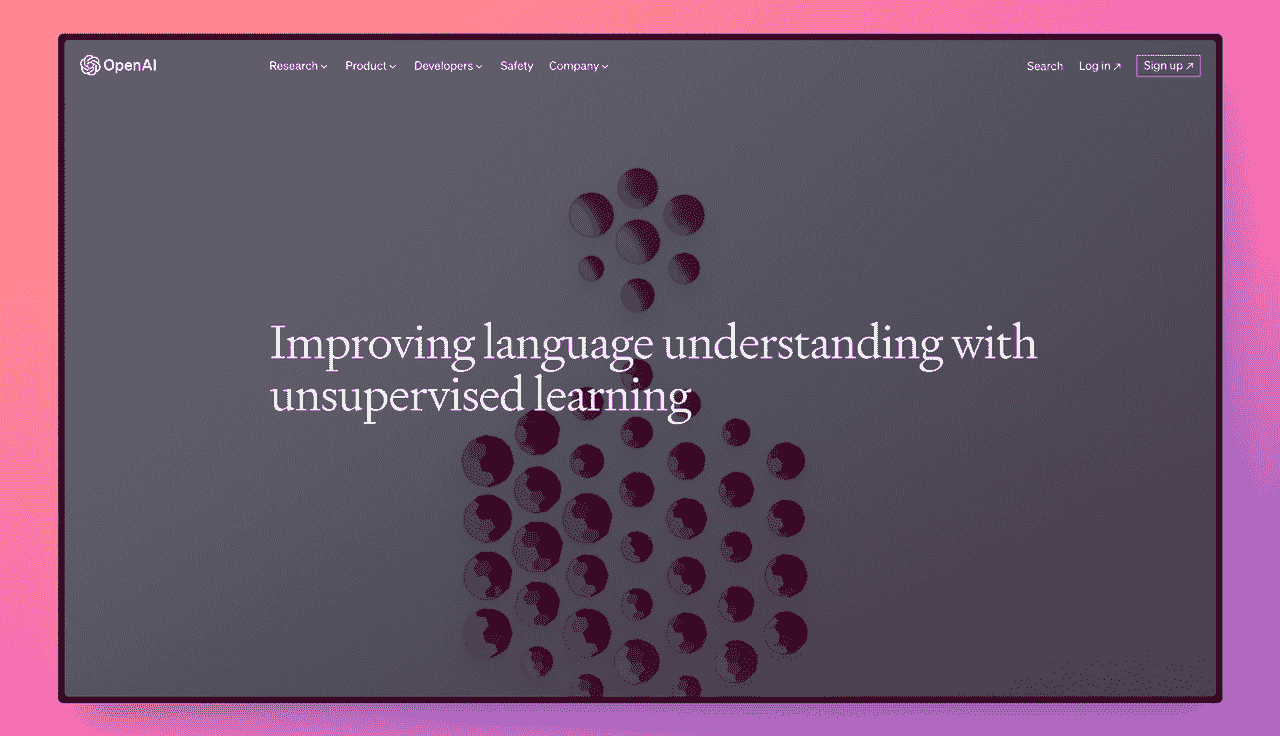 OpenAI
Research
Product
Developers
Safety
Company
Search
Log in ↗
Sign up ↗
Improving language understanding with
unsupervised learning